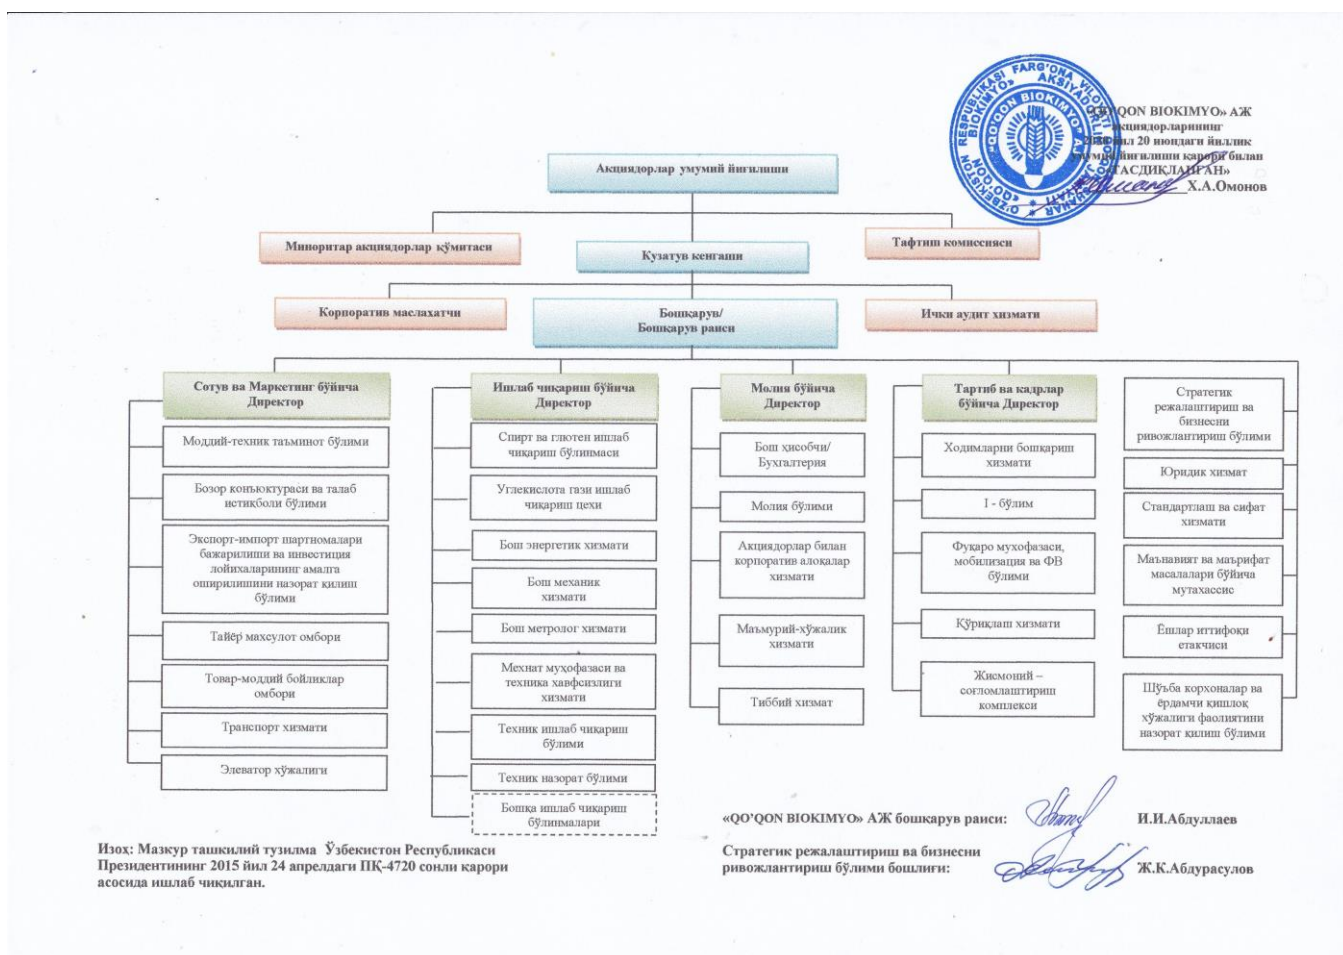 «QO'QON BIOKIMYO» АЖ
акциядорларининг
йил 20 июндаги йиллик
умумий йиғилиши қарори билан
«ТАСДИҚЛАНГАН»
Х.А.Омонов
Акциядорлар умумий йиғилиши
Миноритар акциядорлар қўмитаси
Кузатув кенгаши
Тафтиш комиссияси
Корпоратив маслахатчи
Бошқарув/
Бошқарув раиси
Ички аудит хизмати
Сотув ва Маркетинг бўйича
Директор
Моддий-техник таъминот бўлими
Бозор конъюктураси ва талаб
истиқболи бўлими
Экспорт-импорт шартномалари
бажарилиши ва инвестиция
лойихаларининг амалга
оширилишини назорат қилиш
бўлими
Тайёр махсулот омбори
Товар-моддий бойликлар
омбори
Транспорт хизмати
Элеватор хўжалиги
Ишлаб чиқариш бўйича
Директор
Спирт ва глютен ишлаб
чиқариш бўлинмаси
Углекислота гази ишлаб
чиқариш цехи
Бош энергетик хизмати
Бош механик
хизмати
Бош метролог хизмати
Мехнат муҳофазаси ва
техника хавфсизлиги
хизмати
Техник ишлаб чиқариш
бўлими
Техник назорат бўлими
Бошқа ишлаб чиқариш
бўлинмалари
Молия бўйича
Директор
Бош ҳисобчи/
Бухгалтерия
Молия бўлими
Акциядорлар билан
корпоратив алоқалар
хизмати
Маъмурий-хўжалик
хизмати
Тиббий хизмат
Тартиб ва кадрлар
бўйича Директор
Ходимларни бошқариш
хизмати
I - бўлим
Фуқаро мухофазаси,
мобилизация ва ФВ
бўлими
Қўриқлаш хизмати
Жисмоний –
соғломлаштириш
комплекси
Стратегик
режалаштириш ва
бизнесни
ривожлантириш бўлими
Юридик хизмат
Стандартлаш ва сифат
хизмати
Маънавият ва маърифат
масалалари бўйича
мутахассис
Ёшлар иттифоқи
етакчиси
Шўъба корхоналар ва
ёрдамчи қишлоқ
хўжалиги фаолиятини
назорат қилиш бўлими
Изоҳ: Мазкур ташкилий тузилма Ўзбекистон Республикаси
Президентининг 2015 йил 24 апрелдаги ПҚ-4720 сонли қарори
асосида ишлаб чиқилган.
«QO'QON BIOKIMYO» АЖ бошқарув раиси: И.И.Абдуллаев
Стратегик режалаштириш ва бизнесни
ривожлантириш бўлими бошлиғи: Ж.К.Абдурасулов